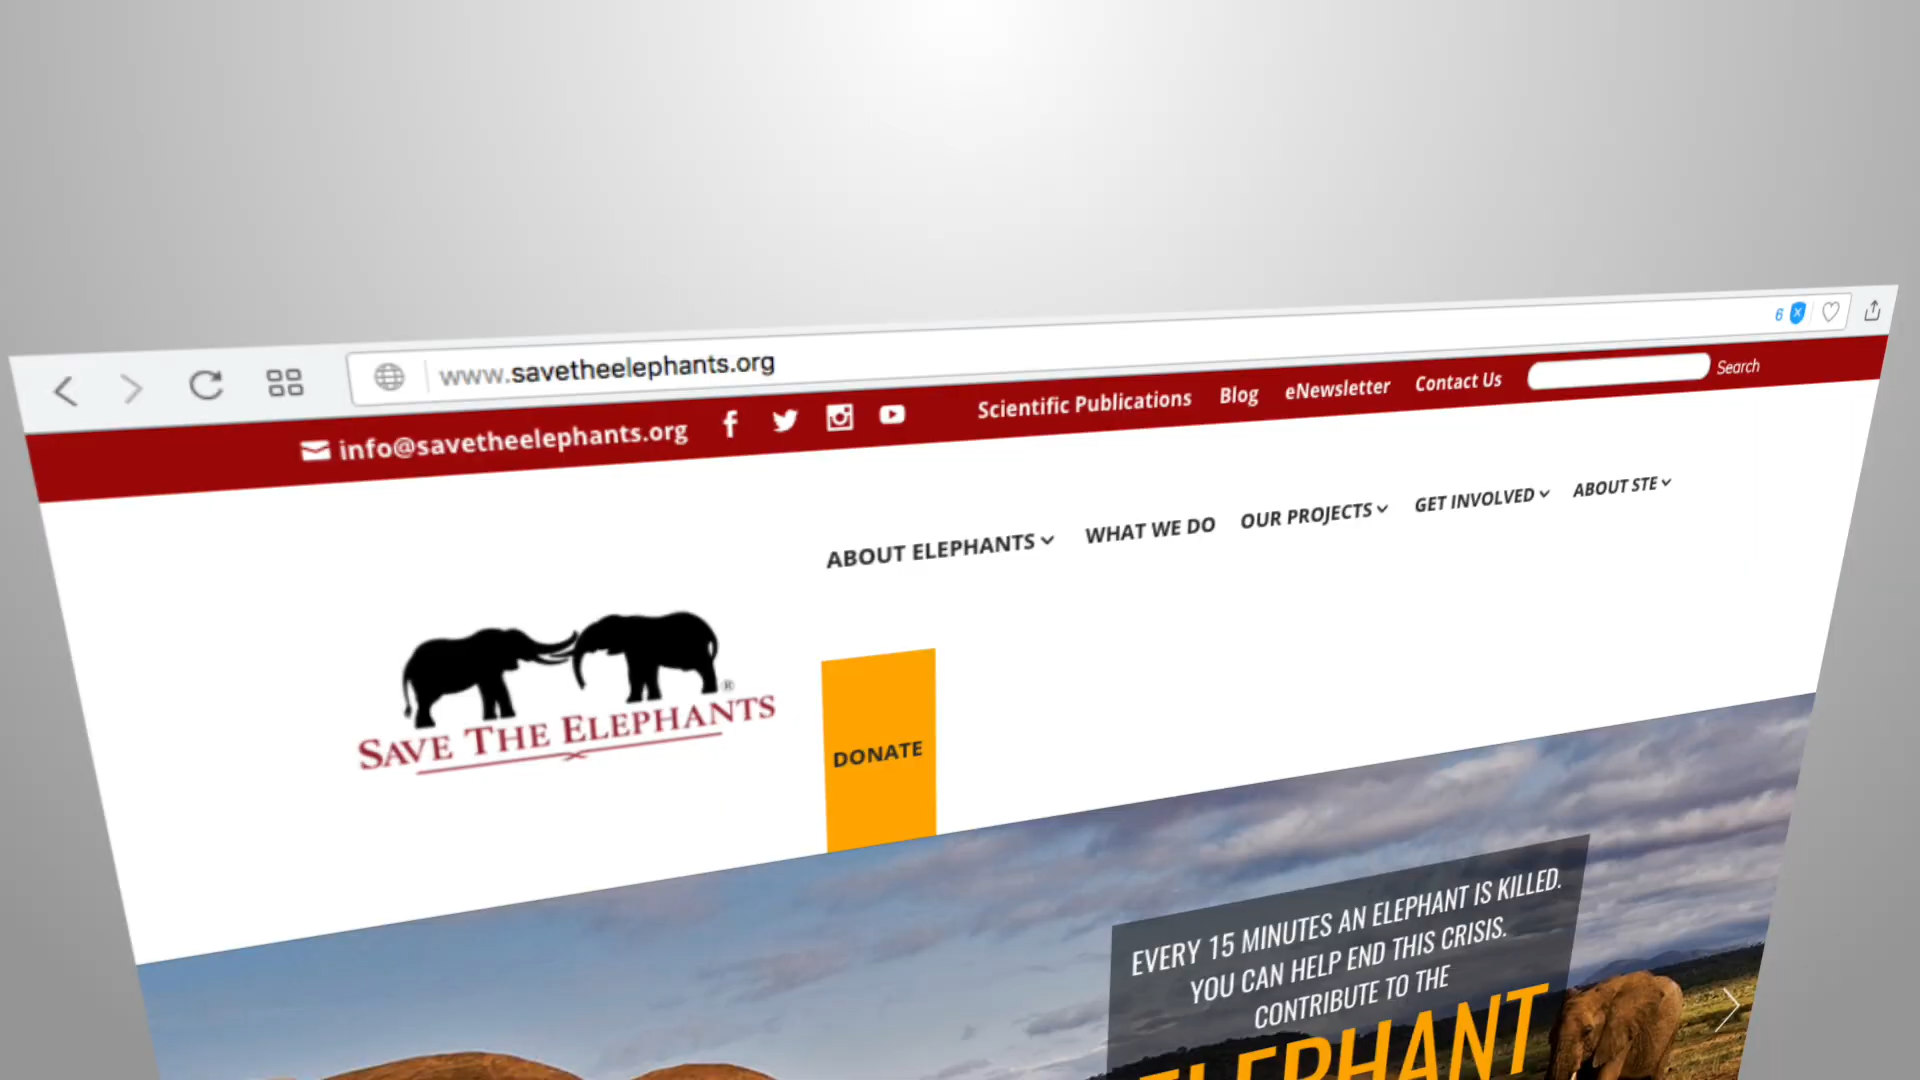 www.savetheelephants.org
6
info@savetheelephants.org
Scientific Publications Blog eNewsletter Contact Us Search
ABOUT ELEPHANTS WHAT WE DO OUR PROJECTS GET INVOLVED ABOUT STE
SAVE THE ELEPHANTS®
DONATE
EVERY 15 MINUTES AN ELEPHANT IS KILLED.
YOU CAN HELP END THIS CRISIS.
CONTRIBUTE TO THE
ELEPHANT